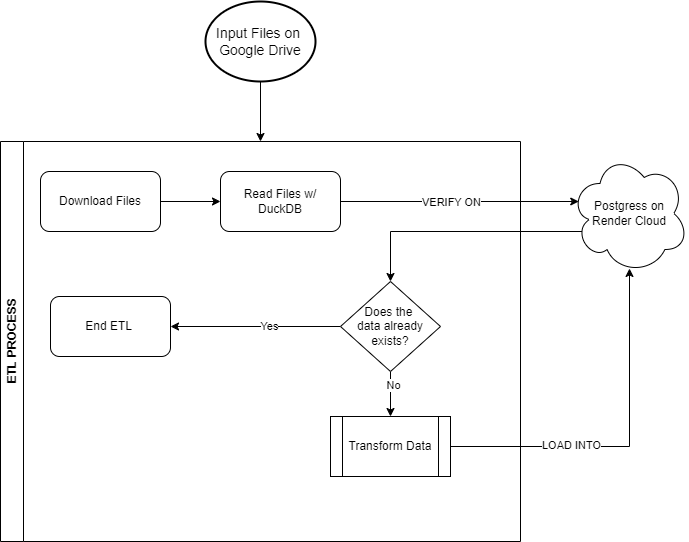 Input Files on
Google Drive
Download Files
Read Files w/
DuckDB
VERIFY ON
Postgress on
Render Cloud
ETL PROCESS
End ETL
Yes
Does the
data already
exists?
No
Transform Data
LOAD INTO